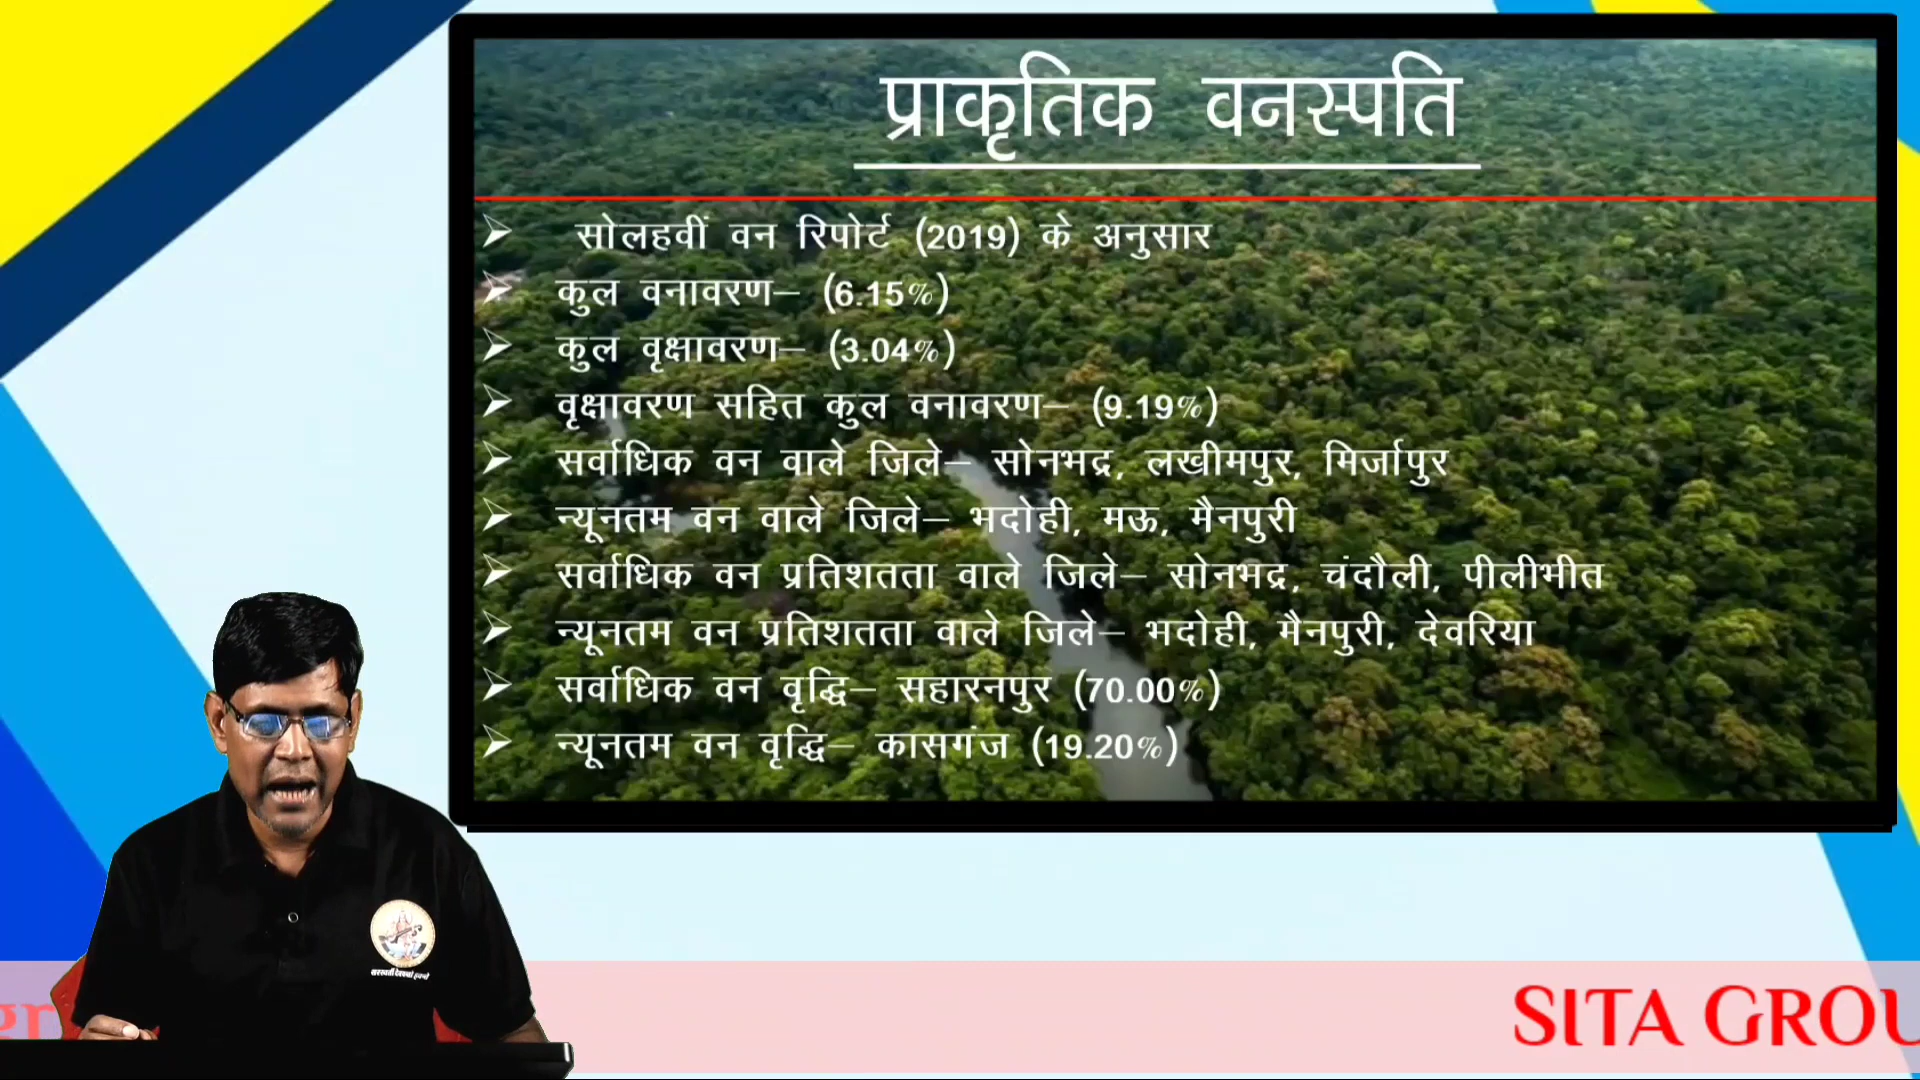 प्राकृतिक वनस्पति
➢ सोलहवीं वन रिपोर्ट (2019) के अनुसार
➢ कुल वनावरण– (6.15%)
➢ कुल वृक्षावरण– (3.04%)
➢ वृक्षावरण सहित कुल वनावरण– (9.19%)
➢ सर्वाधिक वन वाले जिले– सोनभद्र, लखीमपुर, मिर्जापुर
➢ न्यूनतम वन वाले जिले– भदोही, मऊ, मैनपुरी
➢ सर्वाधिक वन प्रतिशतता वाले जिले– सोनभद्र, चंदौली, पीलीभीत
➢ न्यूनतम वन प्रतिशतता वाले जिले– भदोही, मैनपुरी, देवरिया
➢ सर्वाधिक वन वृद्धि– सहारनपुर (70.00%)
➢ न्यूनतम वन वृद्धि– कासगंज (19.20%)
SITA GROU